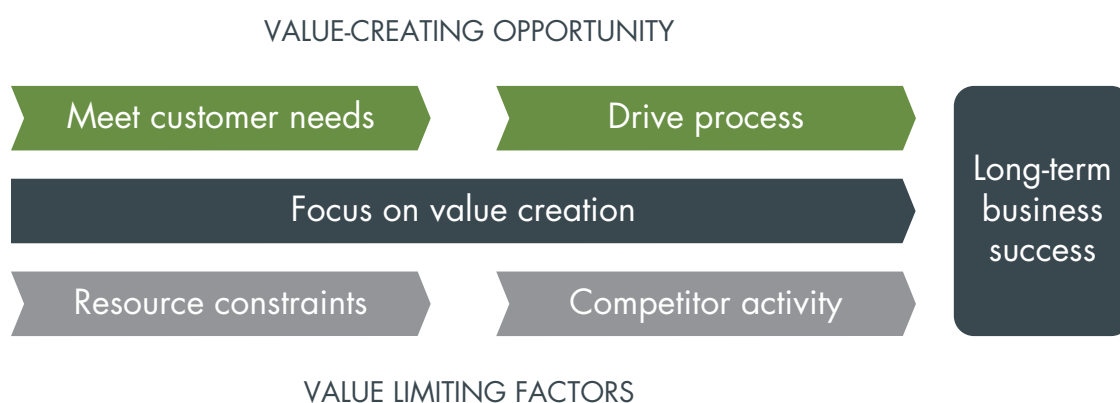 VALUE-CREATING OPPORTUNITY
Meet customer needs
Drive process
Focus on value creation
Resource constraints
Competitor activity
Long-term
business
success
VALUE LIMITING FACTORS